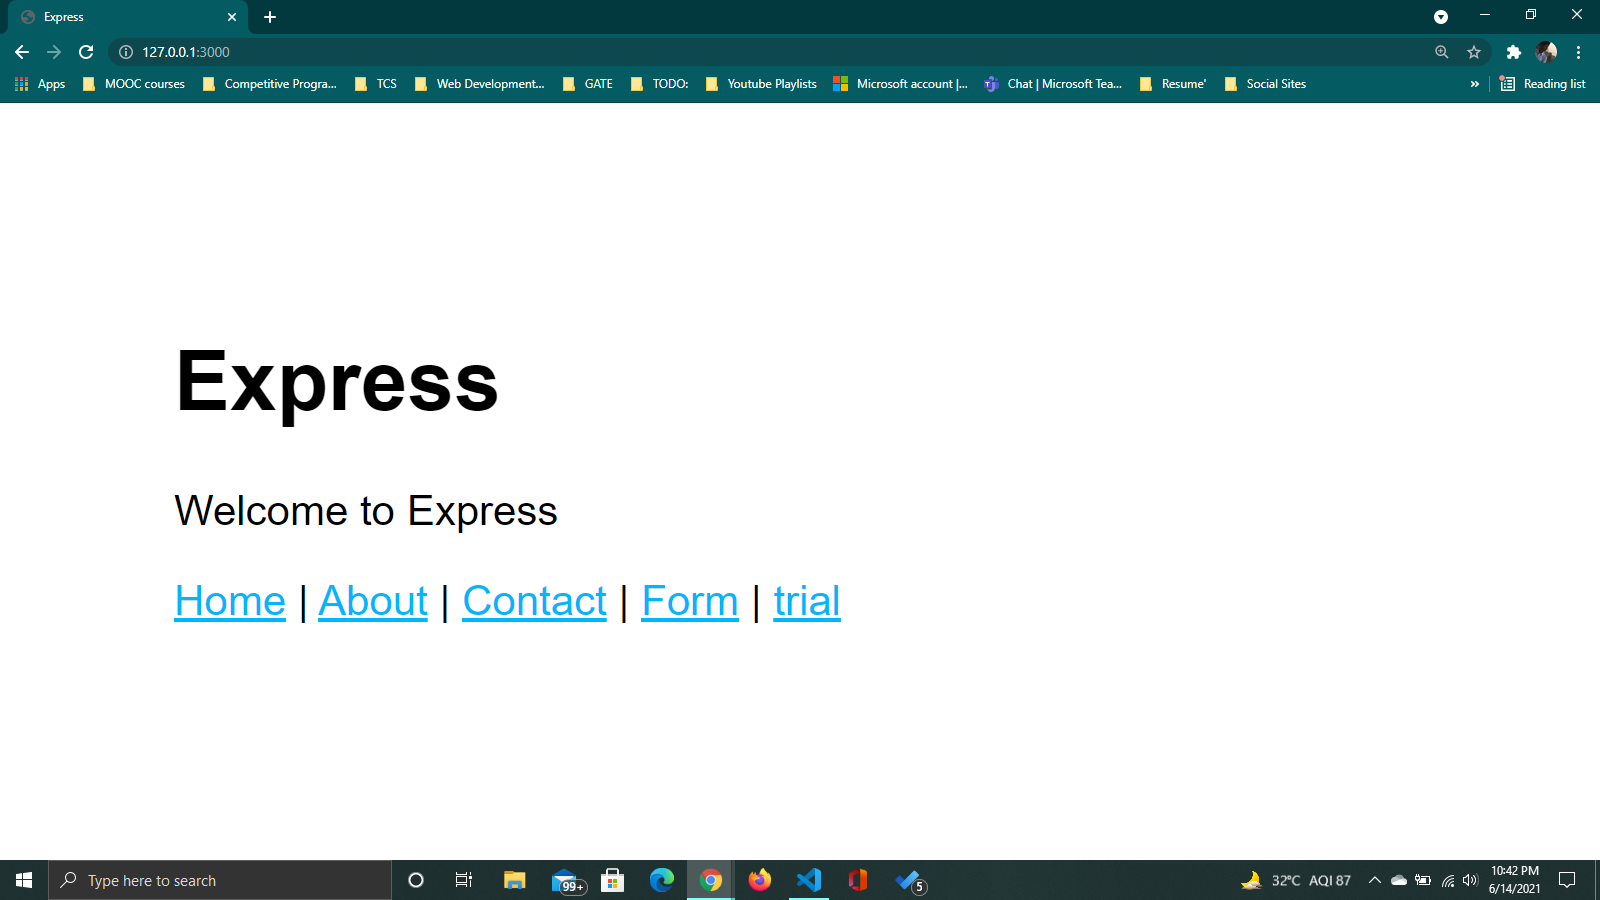 Express
127.0.0.1:3000
Apps MOOC courses Competitive Progra... TCS Web Development... GATE TODO: Youtube Playlists Microsoft account |... Chat | Microsoft Tea... Resume' Social Sites » Reading list
Express
Welcome to Express
Home | About | Contact | Form | trial
Type here to search 99+ 5 32°C AQI 87 10:42 PM
6/14/2021